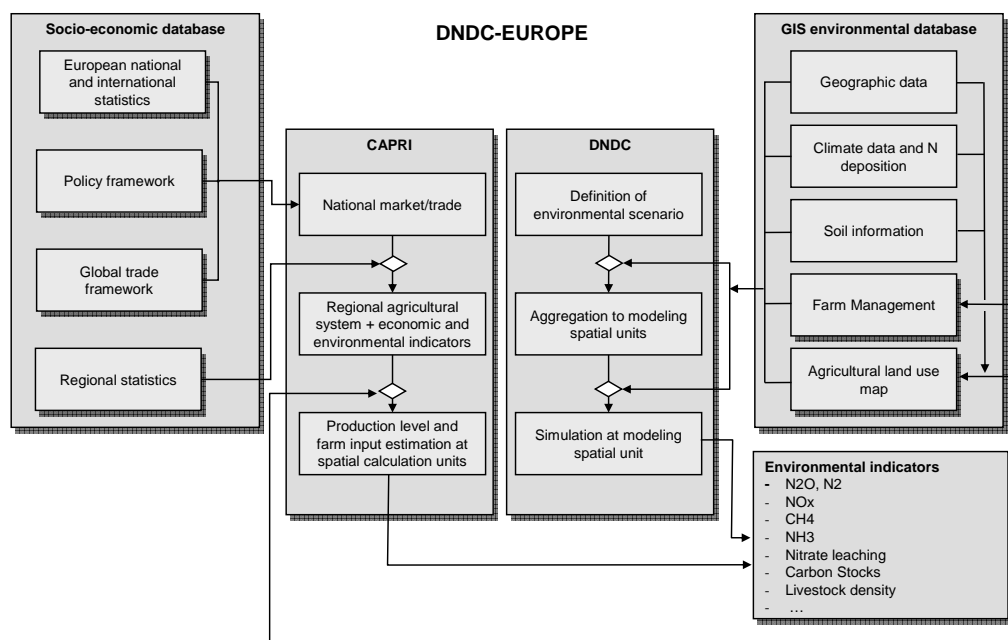 DNDC-EUROPE
Socio-economic database
European national
and international
statistics
Policy framework
Global trade
framework
Regional statistics
CAPRI
National market/trade
Regional agricultural
system + economic and
environmental indicators
Production level and
farm input estimation at
spatial calculation units
DNDC
Definition of
environmental scenario
Aggregation to modeling
spatial units
Simulation at modeling
spatial unit
GIS environmental database
Geographic data
Climate data and N
deposition
Soil information
Farm Management
Agricultural land use
map
Environmental indicators
- N2O, N2
- NOx
- CH4
- NH3
- Nitrate leaching
- Carbon Stocks
- Livestock density
- …